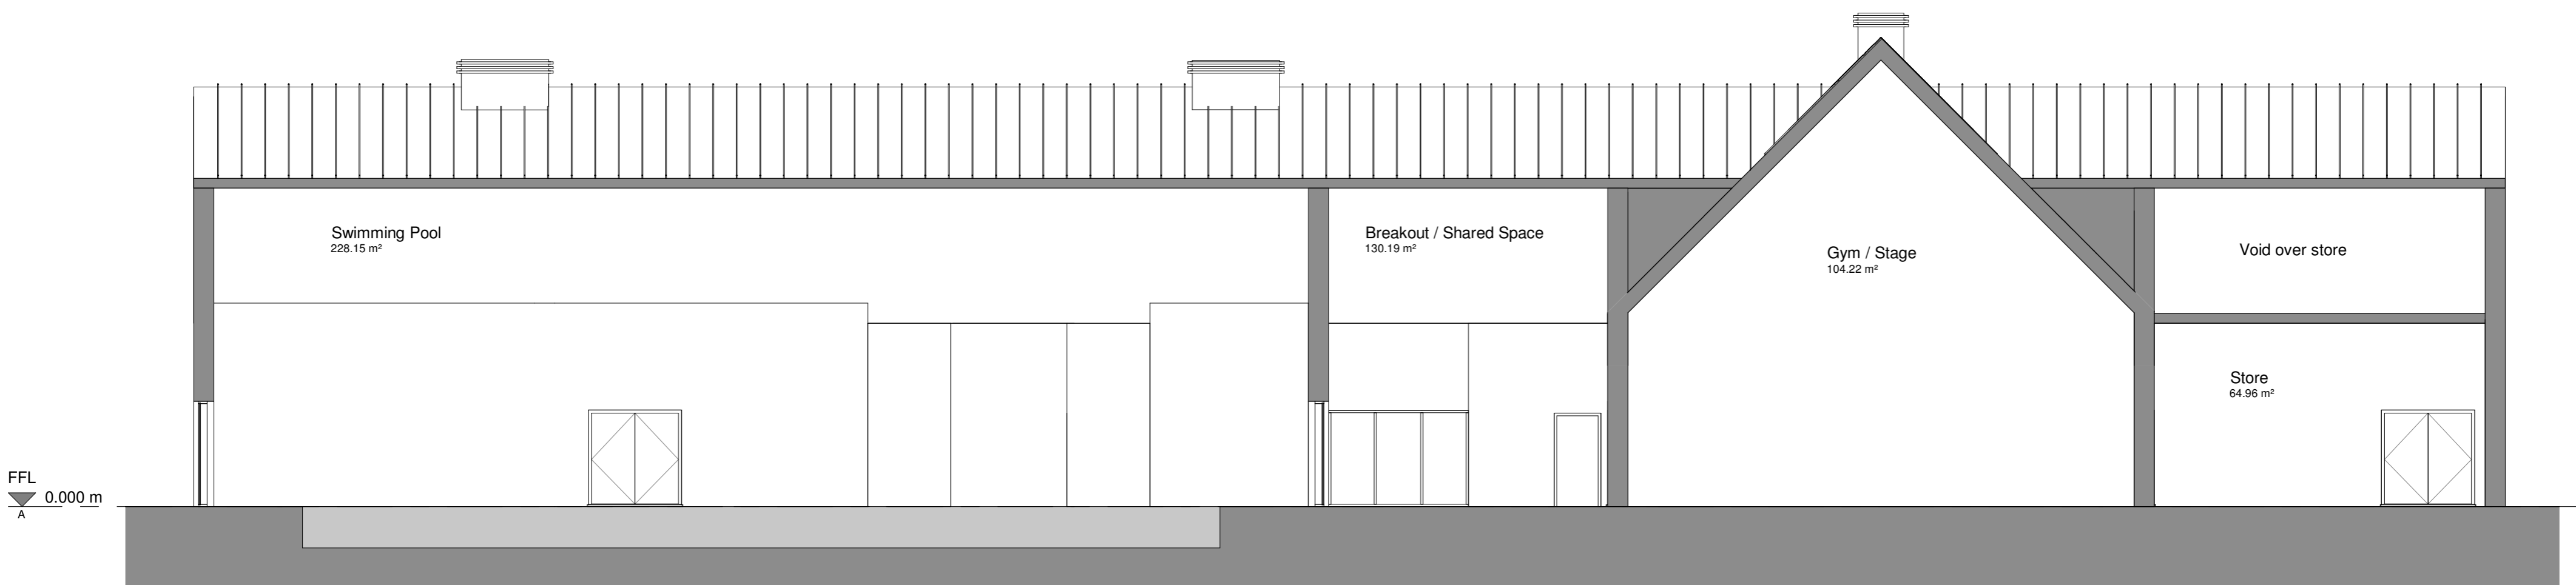 Swimming Pool
228.15 m²
Breakout / Shared Space
130.19 m²
Gym / Stage
104.22 m²
Void over store
Store
64.96 m²
FFL
0.000 m
A